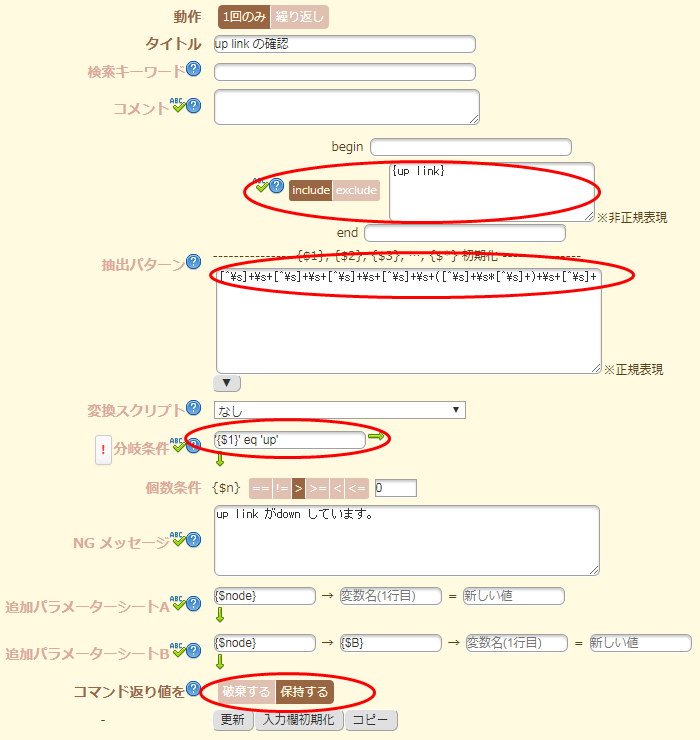 動作 1回のみ 繰り返し
タイトル up link の確認
検索キーワード ?
コメント ABC ?
begin
ABC ? include exclude {up link} ※非正規表現
end
--------------- {$1}, {$2}, {$3}, …, {$*} 初期化 ---------------
抽出パターン ? [^¥s]+¥s+[^¥s]+¥s+[^¥s]+¥s+[^¥s]+¥s+([^¥s]+¥s*[^¥s]+)+¥s+[^¥s]+
※正規表現
▼
変換スクリプト ? なし ▼
! 分岐条件 ABC ? '{$1}' eq 'up'
個数条件 {$n} == != > >= < <= 0
NG メッセージ ABC ? up link がdown しています。
追加パラメーターシートA ABC ? {$node} → 変数名(1行目) = 新しい値
追加パラメーターシートB ABC ? {$node} → {$B} → 変数名(1行目) = 新しい値
コマンド返り値を ? 破棄する 保持する
- 更新 入力欄初期化 コピー